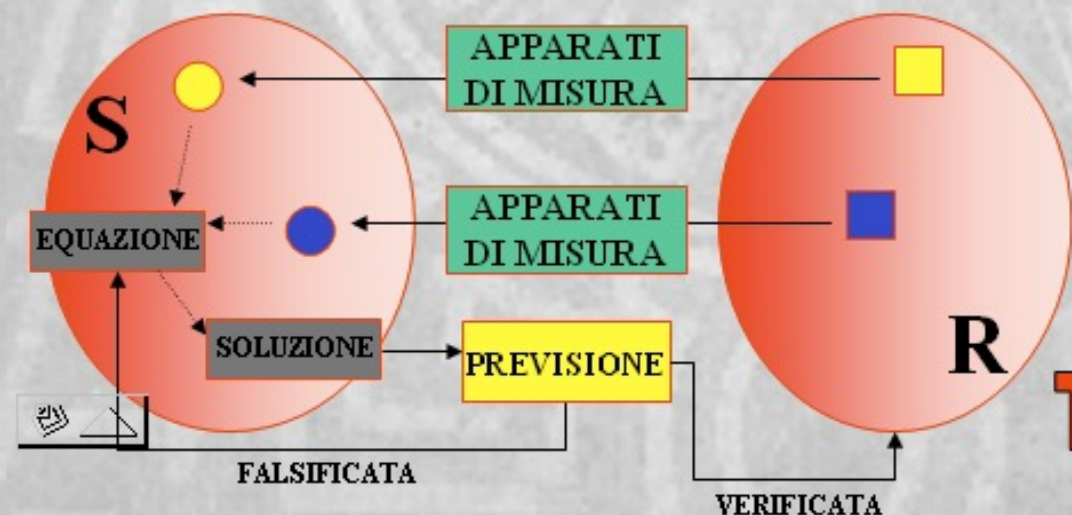 APPARATI
DI MISURA
S
APPARATI
DI MISURA
EQUAZIONE
SOLUZIONE
PREVISIONE
R
FALSIFICATA
VERIFICATA